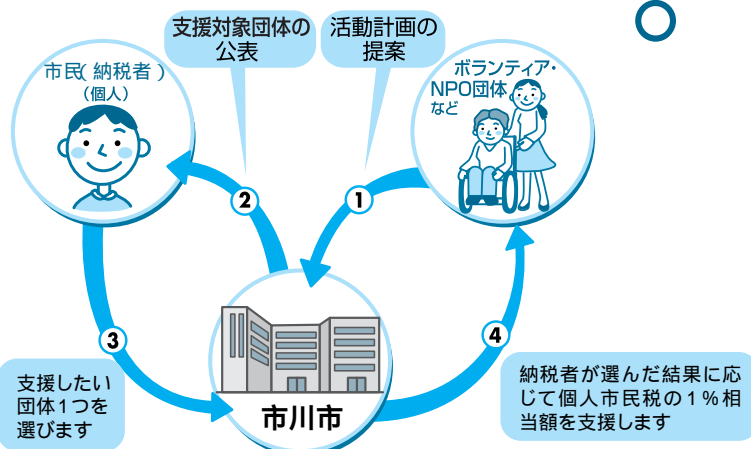 支援対象団体の
公表
活動計画の
提案
市民(納税者)
(個人)
ボランティア・
NPO団体
など
2
1
3
4
支援したい
団体1つを
選びます
市川市
納税者が選んだ結果に応
じて個人市民税の1%相
当額を支援します